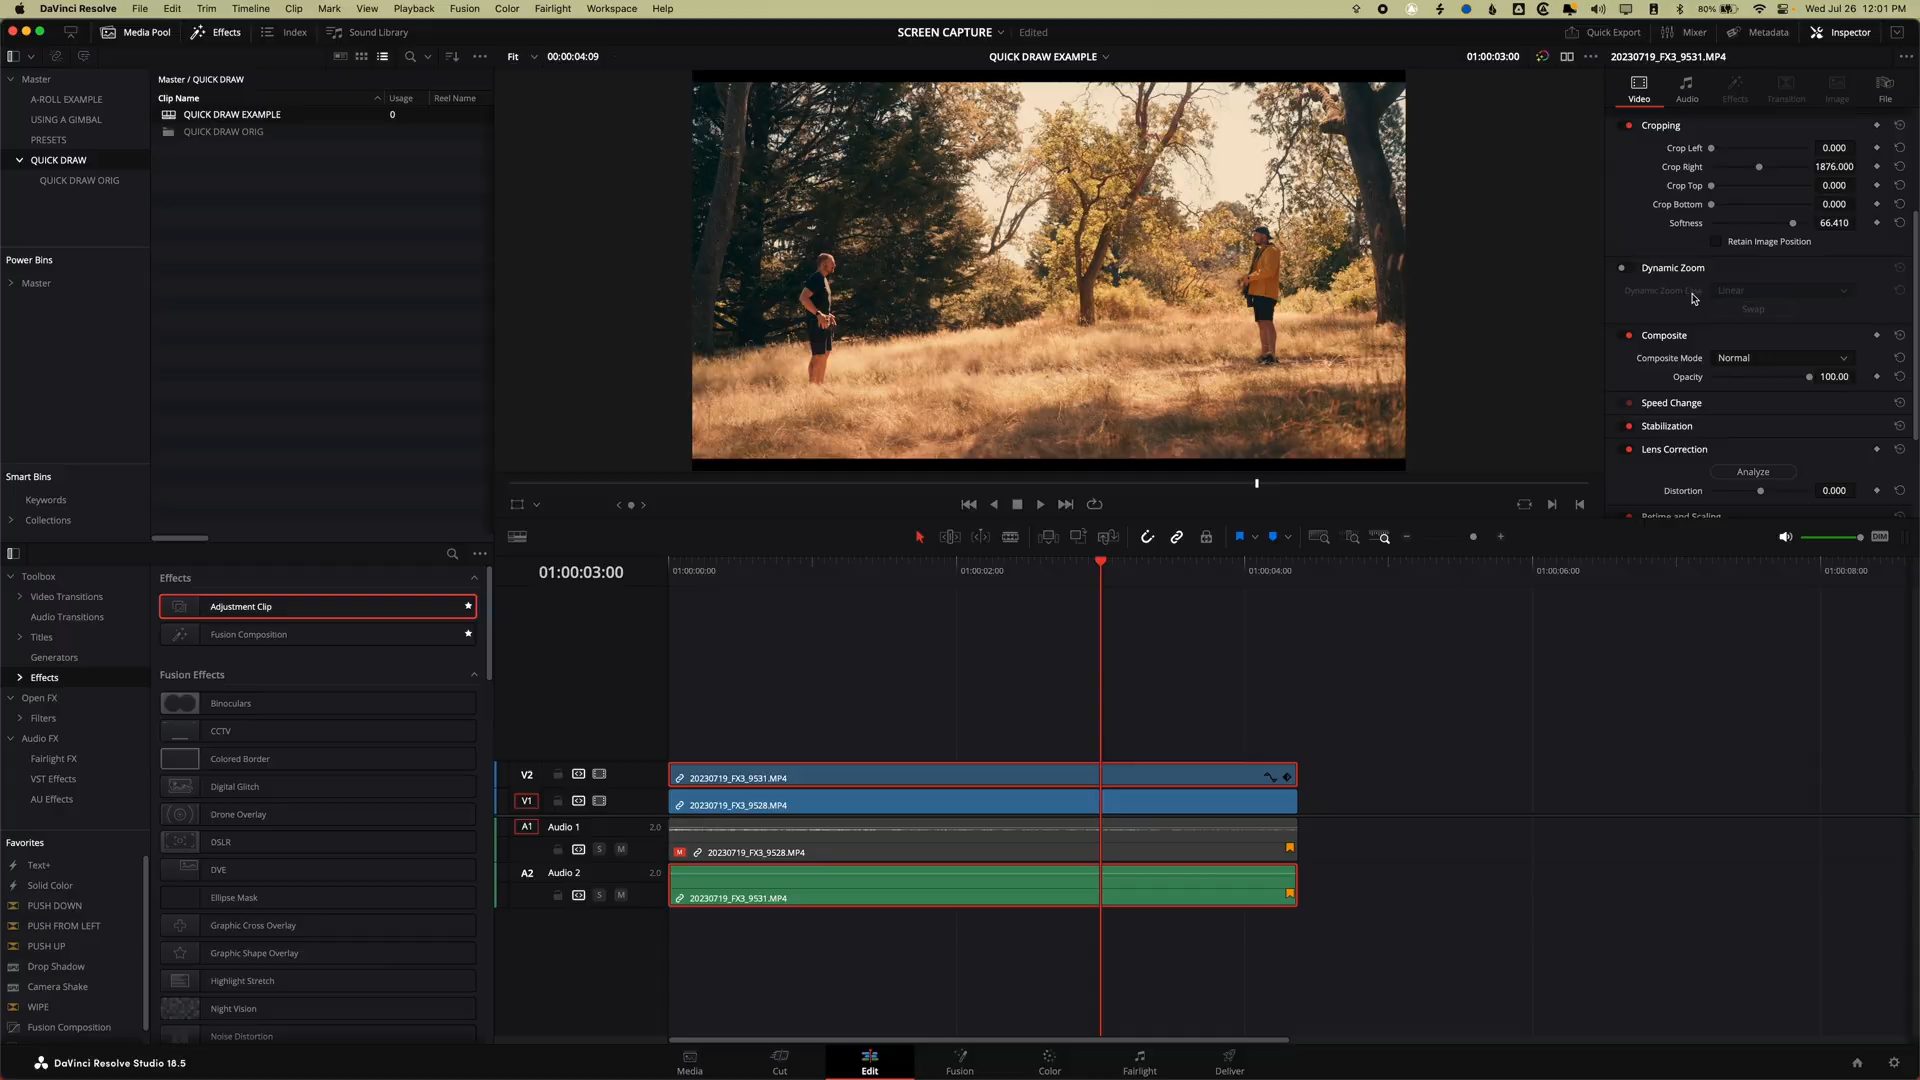 DaVinci Resolve File Edit Trim Timeline Clip Mark View Playback Fusion Color Fairlight Workspace Help
80% Wed Jul 26 12:01 PM
Media Pool Effects Index Sound Library
SCREEN CAPTURE Edited
Quick Export Mixer Metadata Inspector
Fit 00:00:04:09 QUICK DRAW EXAMPLE 01:00:03:00
20230719_FX3_9531.MP4
Master
A-ROLL EXAMPLE
USING A GIMBAL
PRESETS
QUICK DRAW
QUICK DRAW ORIG
Power Bins
Master
Smart Bins
Keywords
Collections
Master / QUICK DRAW
Clip Name Usage Reel Name
QUICK DRAW EXAMPLE 0
QUICK DRAW ORIG
Video Audio Effects Transition Image File
Cropping
Crop Left 0.000
Crop Right 1876.000
Crop Top 0.000
Crop Bottom 0.000
Softness 66.410
Retain Image Position
Dynamic Zoom
Dynamic Zoom Linear
Swap
Composite
Composite Mode Normal
Opacity 100.00
Speed Change
Stabilization
Lens Correction
Analyze
Distortion 0.000
Retime and Scaling
DIM
Toolbox
Video Transitions
Audio Transitions
Titles
Generators
Effects
Open FX
Filters
Audio FX
Fairlight FX
VST Effects
AU Effects
Favorites
Text+
Solid Color
PUSH DOWN
PUSH FROM LEFT
PUSH UP
Drop Shadow
Camera Shake
WIPE
Fusion Composition
Effects
Adjustment Clip
Fusion Composition
Fusion Effects
Binoculars
CCTV
Colored Border
Digital Glitch
Drone Overlay
DSLR
DVE
Ellipse Mask
Graphic Cross Overlay
Graphic Shape Overlay
Highlight Stretch
Night Vision
Noise Distortion
01:00:03:00
01:00:00:00 01:00:02:00 01:00:04:00 01:00:06:00 01:00:08:00
V2 20230719_FX3_9531.MP4
V1 20230719_FX3_9528.MP4
A1 Audio 1 2.0
S M M 20230719_FX3_9528.MP4
A2 Audio 2 2.0
S M 20230719_FX3_9531.MP4
DaVinci Resolve Studio 18.5
Media Cut Edit Fusion Color Fairlight Deliver